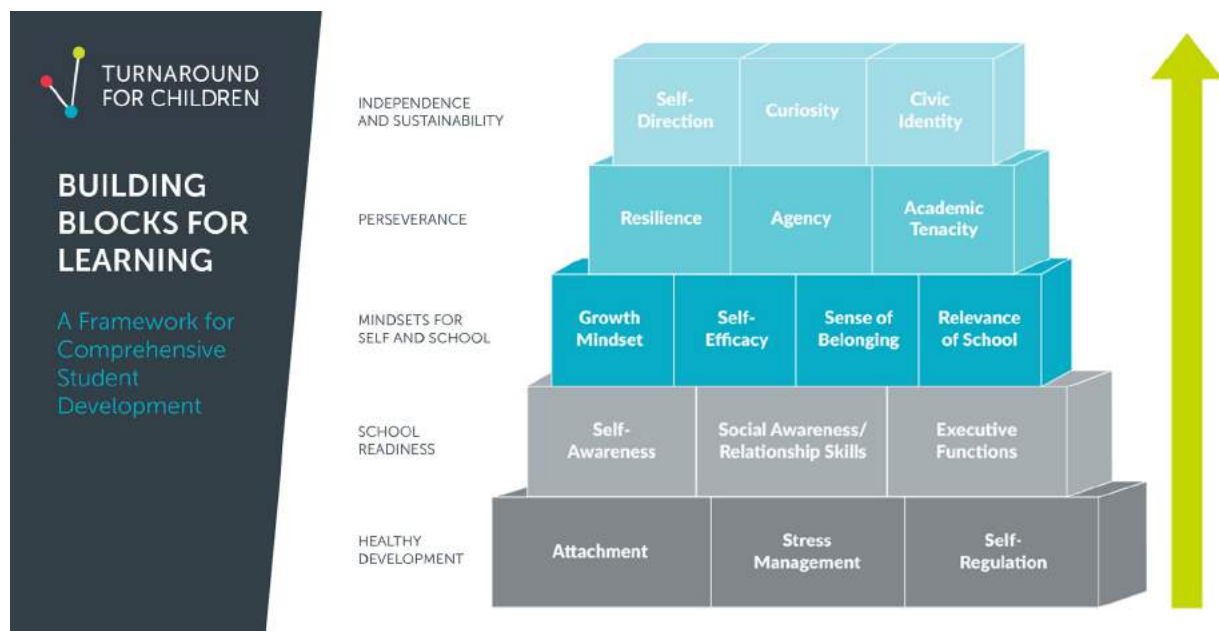 TURNAROUND
FOR CHILDREN
BUILDING
BLOCKS FOR
LEARNING
A Framework for
Comprehensive
Student
Development
INDEPENDENCE
AND SUSTAINABILITY
Self-
Direction
Curiosity
Civic
Identity
PERSEVERANCE
Resilience
Agency
Academic
Tenacity
MINDSETS FOR
SELF AND SCHOOL
Growth
Mindset
Self-
Efficacy
Sense of
Belonging
Relevance
of School
SCHOOL
READINESS
Self-
Awareness
Social Awareness/
Relationship Skills
Executive
Functions
HEALTHY
DEVELOPMENT
Attachment
Stress
Management
Self-
Regulation